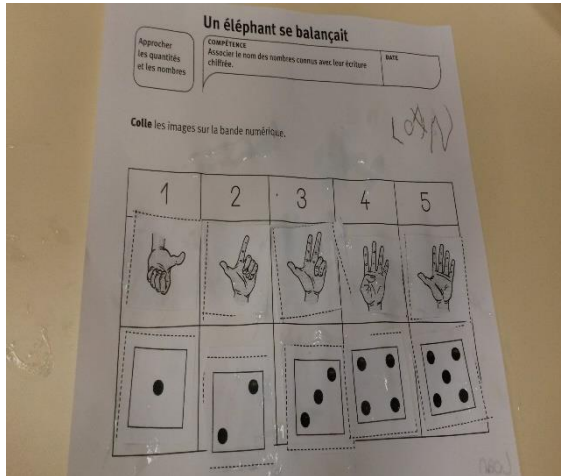 Un éléphant se balançait
Approcher
les quantités
et les nombres
COMPÉTENCE
Associer le nom des nombres connus avec leur écriture
chiffrée.
DATE
Colle les images sur la bande numérique.
LOAN
1 2 3 4 5